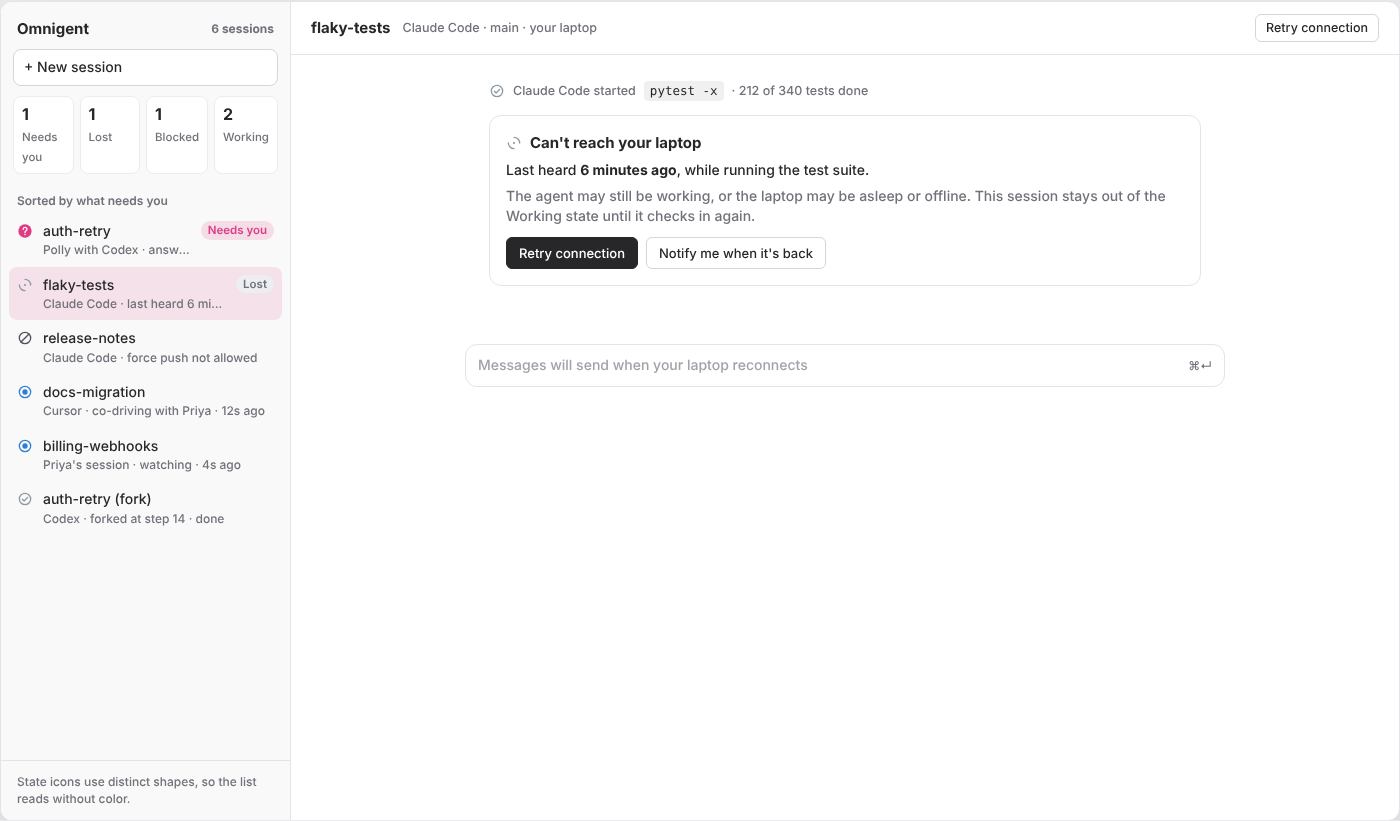 Omnigent
6 sessions
+ New session
1
Needs
you
1
Lost
1
Blocked
2
Working
Sorted by what needs you
auth-retry
Needs you
Polly with Codex · answ...
flaky-tests
Lost
Claude Code · last heard 6 mi...
release-notes
Claude Code · force push not allowed
docs-migration
Cursor · co-driving with Priya · 12s ago
billing-webhooks
Priya's session · watching · 4s ago
auth-retry (fork)
Codex · forked at step 14 · done
State icons use distinct shapes, so the list
reads without color.
flaky-tests Claude Code · main · your laptop
Retry connection
Claude Code started pytest -x · 212 of 340 tests done
Can't reach your laptop
Last heard 6 minutes ago, while running the test suite.
The agent may still be working, or the laptop may be asleep or offline. This session stays out of the
Working state until it checks in again.
Retry connection
Notify me when it's back
Messages will send when your laptop reconnects
⌘↵